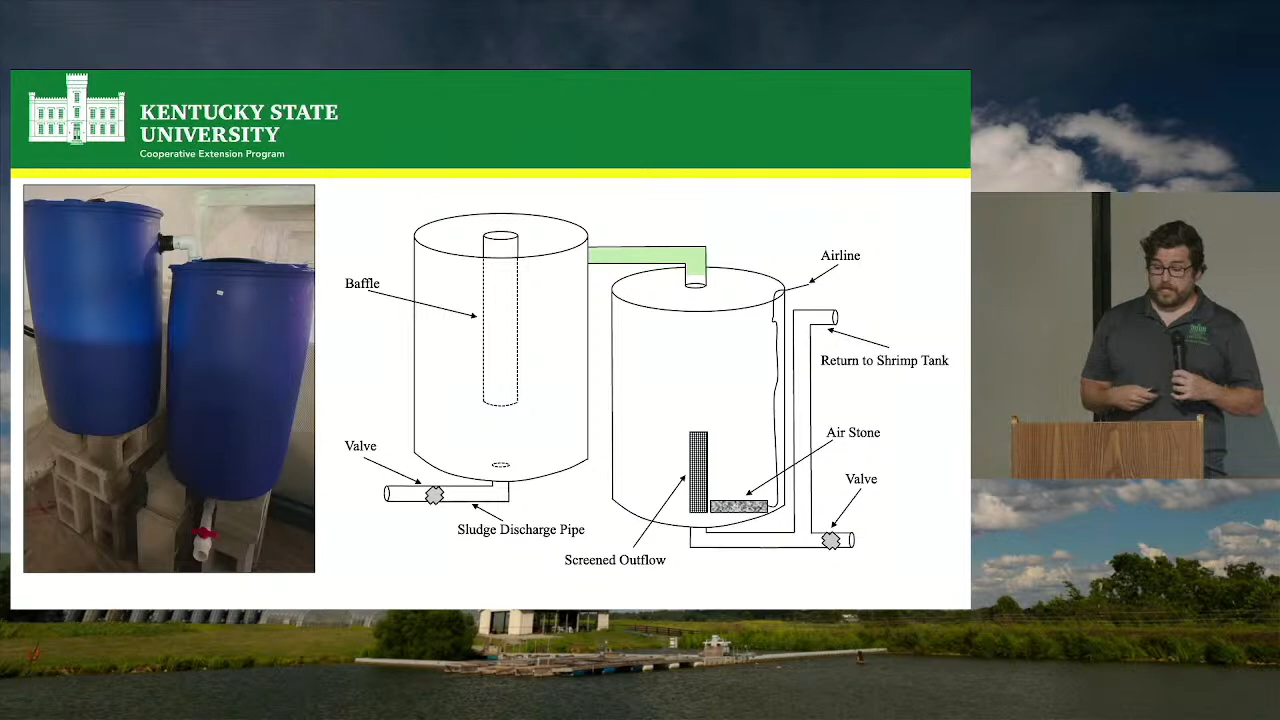 KENTUCKY STATE
UNIVERSITY
Cooperative Extension Program
Baffle
Airline
Return to Shrimp Tank
Valve
Air Stone
Valve
Sludge Discharge Pipe
Screened Outflow